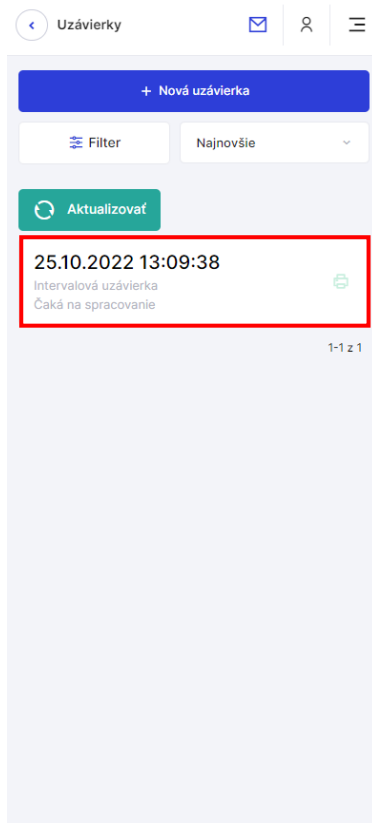 Uzávierky
+ Nová uzávierka
Filter
Najnovšie
Aktualizovať
25.10.2022 13:09:38
Intervalová uzávierka
Čaká na spracovanie
1-1 z 1